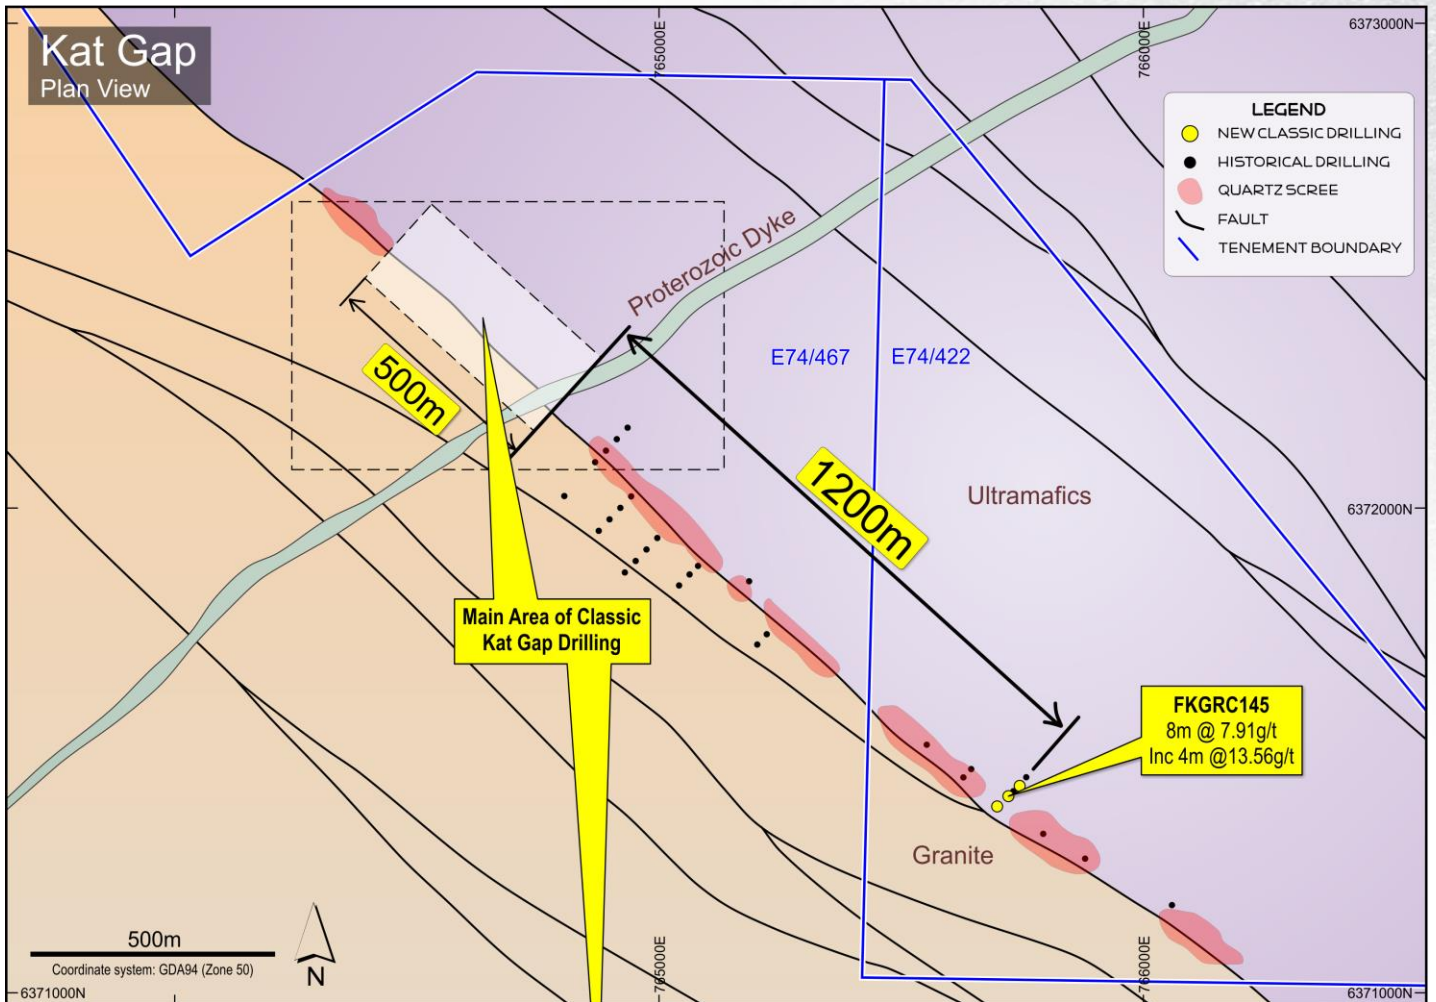 Kat Gap
Plan View
765000E
766000E
6373000N
LEGEND
NEW CLASSIC DRILLING
HISTORICAL DRILLING
QUARTZ SCREE
FAULT
TENEMENT BOUNDARY
Proterozoic Dyke
E74/467
E74/422
500m
1200m
Ultramafics
6372000N
Main Area of Classic
Kat Gap Drilling
FKGRC145
8m @ 7.91g/t
Inc 4m @13.56g/t
Granite
500m
Coordinate system: GDA94 (Zone 50)
N
765000E
766000E
6371000N
6371000N